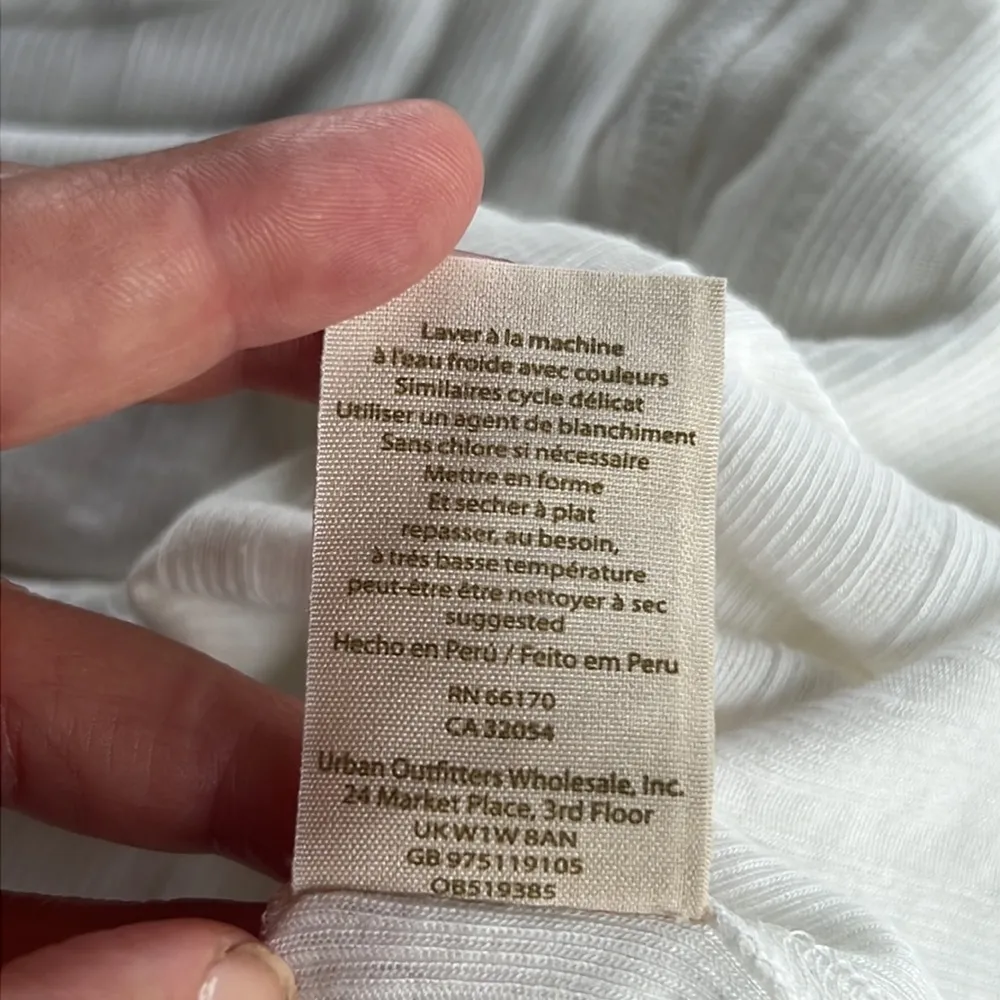 Laver à la machine
à l'eau froide avec couleurs
Similaires cycle délicat
Utiliser un agent de blanchiment
Sans chlore si nécessaire
Mettre en forme
Et secher à plat
repasser, au besoin,
à trés basse température
peut-étre étre nettoyer à sec
suggested
Hecho en Perú / Feito em Peru
RN 66170
CA 32054
Urban Outfitters Wholesale, Inc.
24 Market Place, 3rd Floor
UK W1W 8AN
GB 975119105
OB519385